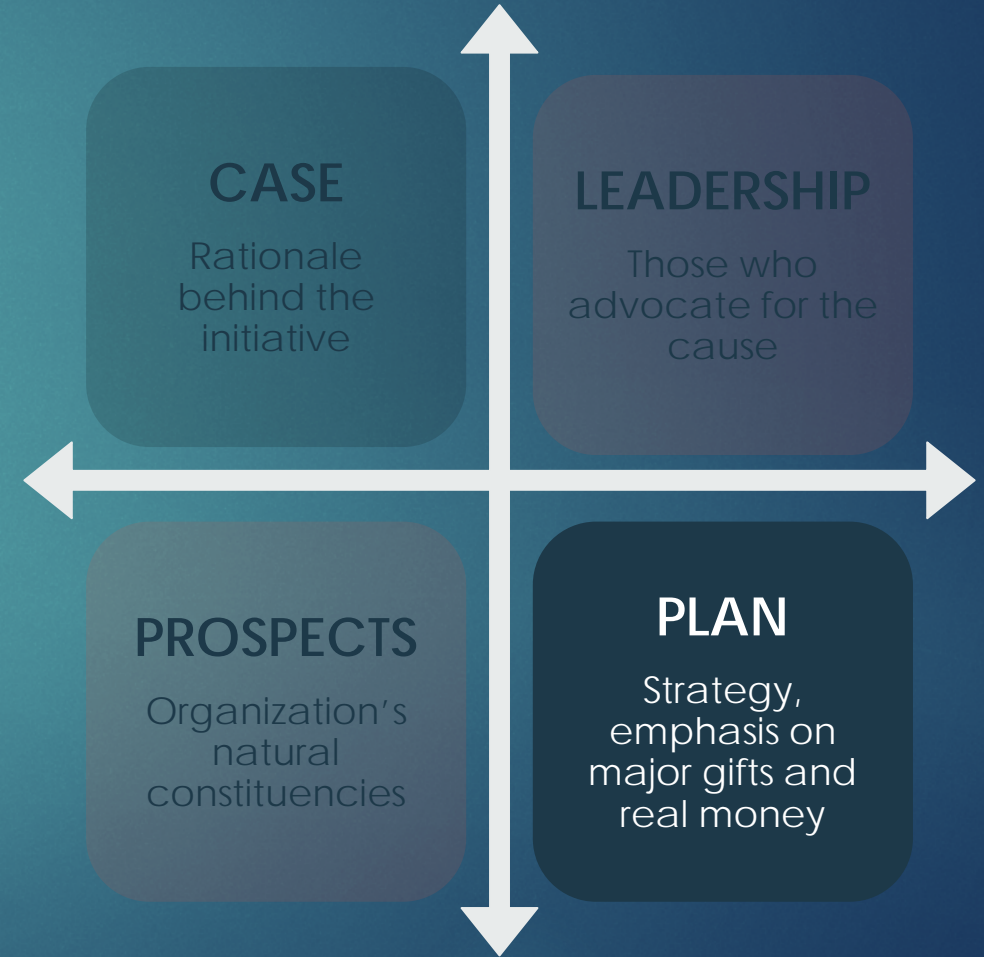 CASE
Rationale
behind the
initiative
LEADERSHIP
Those who
advocate for the
cause
PROSPECTS
Organization’s
natural
constituencies
PLAN
Strategy,
emphasis on
major gifts and
real money